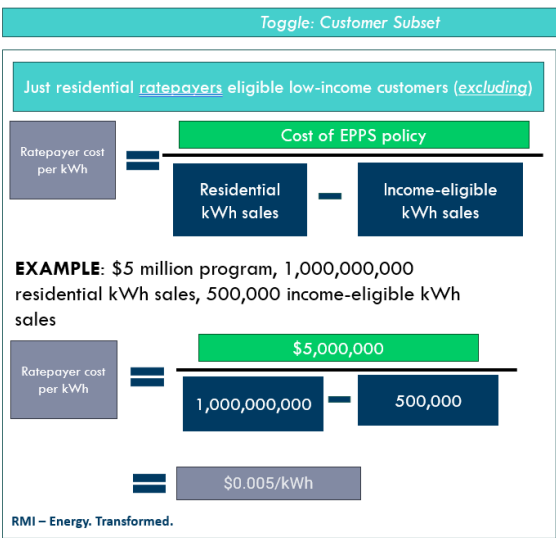 Toggle: Customer Subset
Just residential ratepayers eligible low-income customers (excluding)
Ratepayer cost
per kWh
=
Cost of EPPS policy
Residential
kWh sales
-
Income-eligible
kWh sales
EXAMPLE: $5 million program, 1,000,000,000
residential kWh sales, 500,000 income-eligible kWh
sales
Ratepayer cost
per kWh
=
$5,000,000
1,000,000,000
-
500,000
=
$0.005/kWh
RMI – Energy. Transformed.